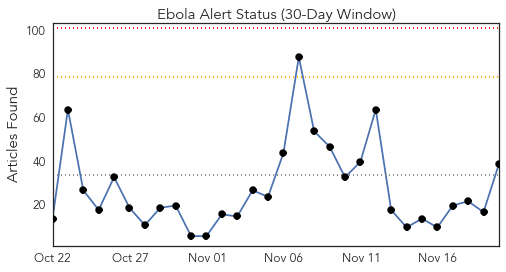 Ebola Alert Status (30-Day Window)
Articles Found
100
80
60
40
20
Oct 22 Oct 27 Nov 01 Nov 06 Nov 11 Nov 16